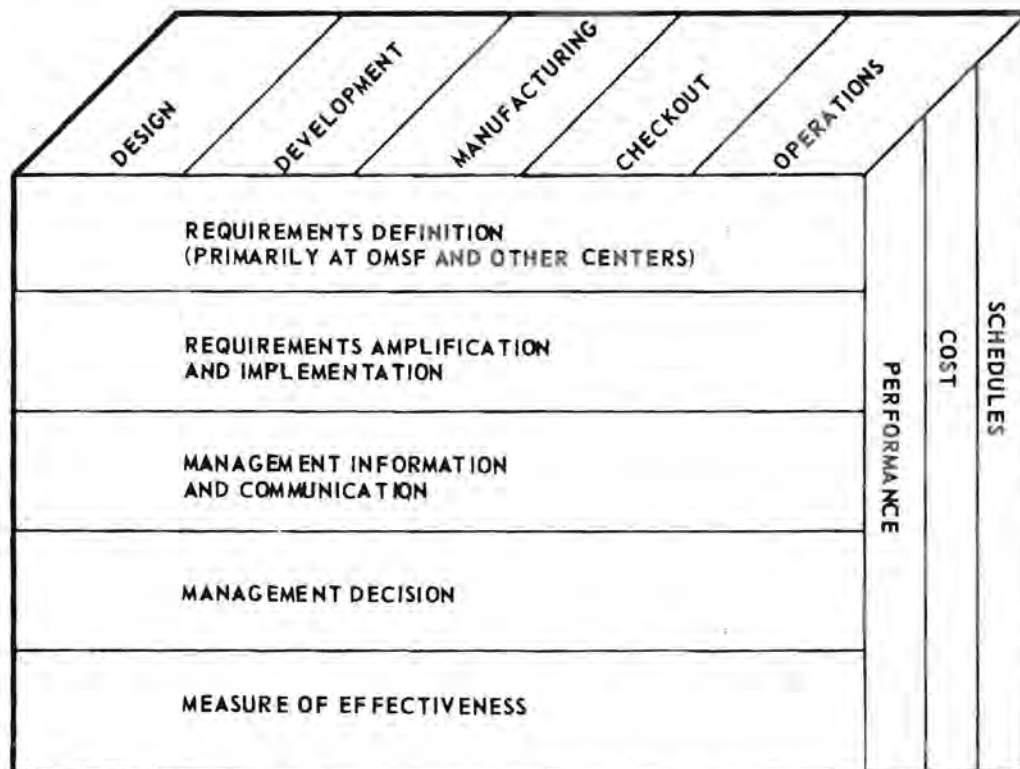 DESIGN
DEVELOPMENT
MANUFACTURING
CHECKOUT
OPERATIONS
REQUIREMENTS DEFINITION
(PRIMARILY AT OMSF AND OTHER CENTERS)
REQUIREMENTS AMPLIFICATION
AND IMPLEMENTATION
MANAGEMENT INFORMATION
AND COMMUNICATION
MANAGEMENT DECISION
MEASURE OF EFFECTIVENESS
PERFORMANCE
COST
SCHEDULES